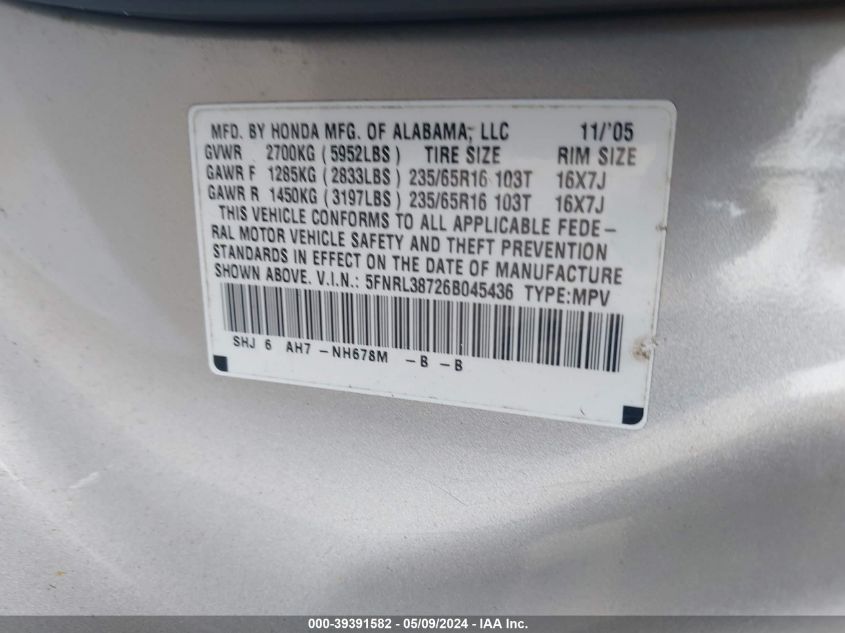 MFD. BY HONDA MFG. OF ALABAMA, LLC 11/'05
GVWR 2700KG (5952LBS) TIRE SIZE RIM SIZE
GAWR F 1285KG (2833LBS) 235/65R16 103T 16X7J
GAWR R 1450KG (3197LBS) 235/65R16 103T 16X7J
THIS VEHICLE CONFORMS TO ALL APPLICABLE FEDE-
RAL MOTOR VEHICLE SAFETY AND THEFT PREVENTION
STANDARDS IN EFFECT ON THE DATE OF MANUFACTURE
SHOWN ABOVE. V.I.N.: 5FNRL38726B045436 TYPE:MPV
SHJ 6 AH7 -NH678M -B -B
000-39391582 - 05/09/2024 - IAA Inc.